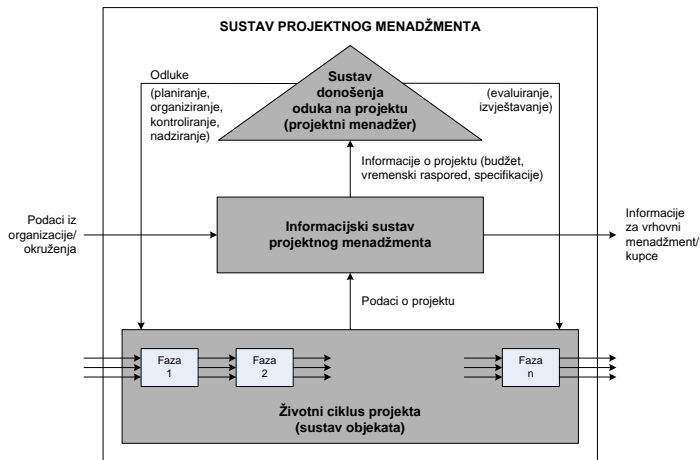 SUSTAV PROJEKTNOG MENADŽMENTA
Sustav
donošenja
oduka na projektu
(projektni menadžer)
Odluke
(planiranje,
organiziranje,
kontroliranje,
nadziranje)
(evaluiranje,
izvještavanje)
Informacije o projektu (budžet,
vremenski raspored, specifikacije)
Podaci iz
organizacije/
okruženja
Informacijski sustav
projektnog menadžmenta
Informacije
za vrhovni
menadžment/
kupce
Podaci o projektu
Faza
1
Faza
2
Faza
n
Životni ciklus projekta
(sustav objekata)